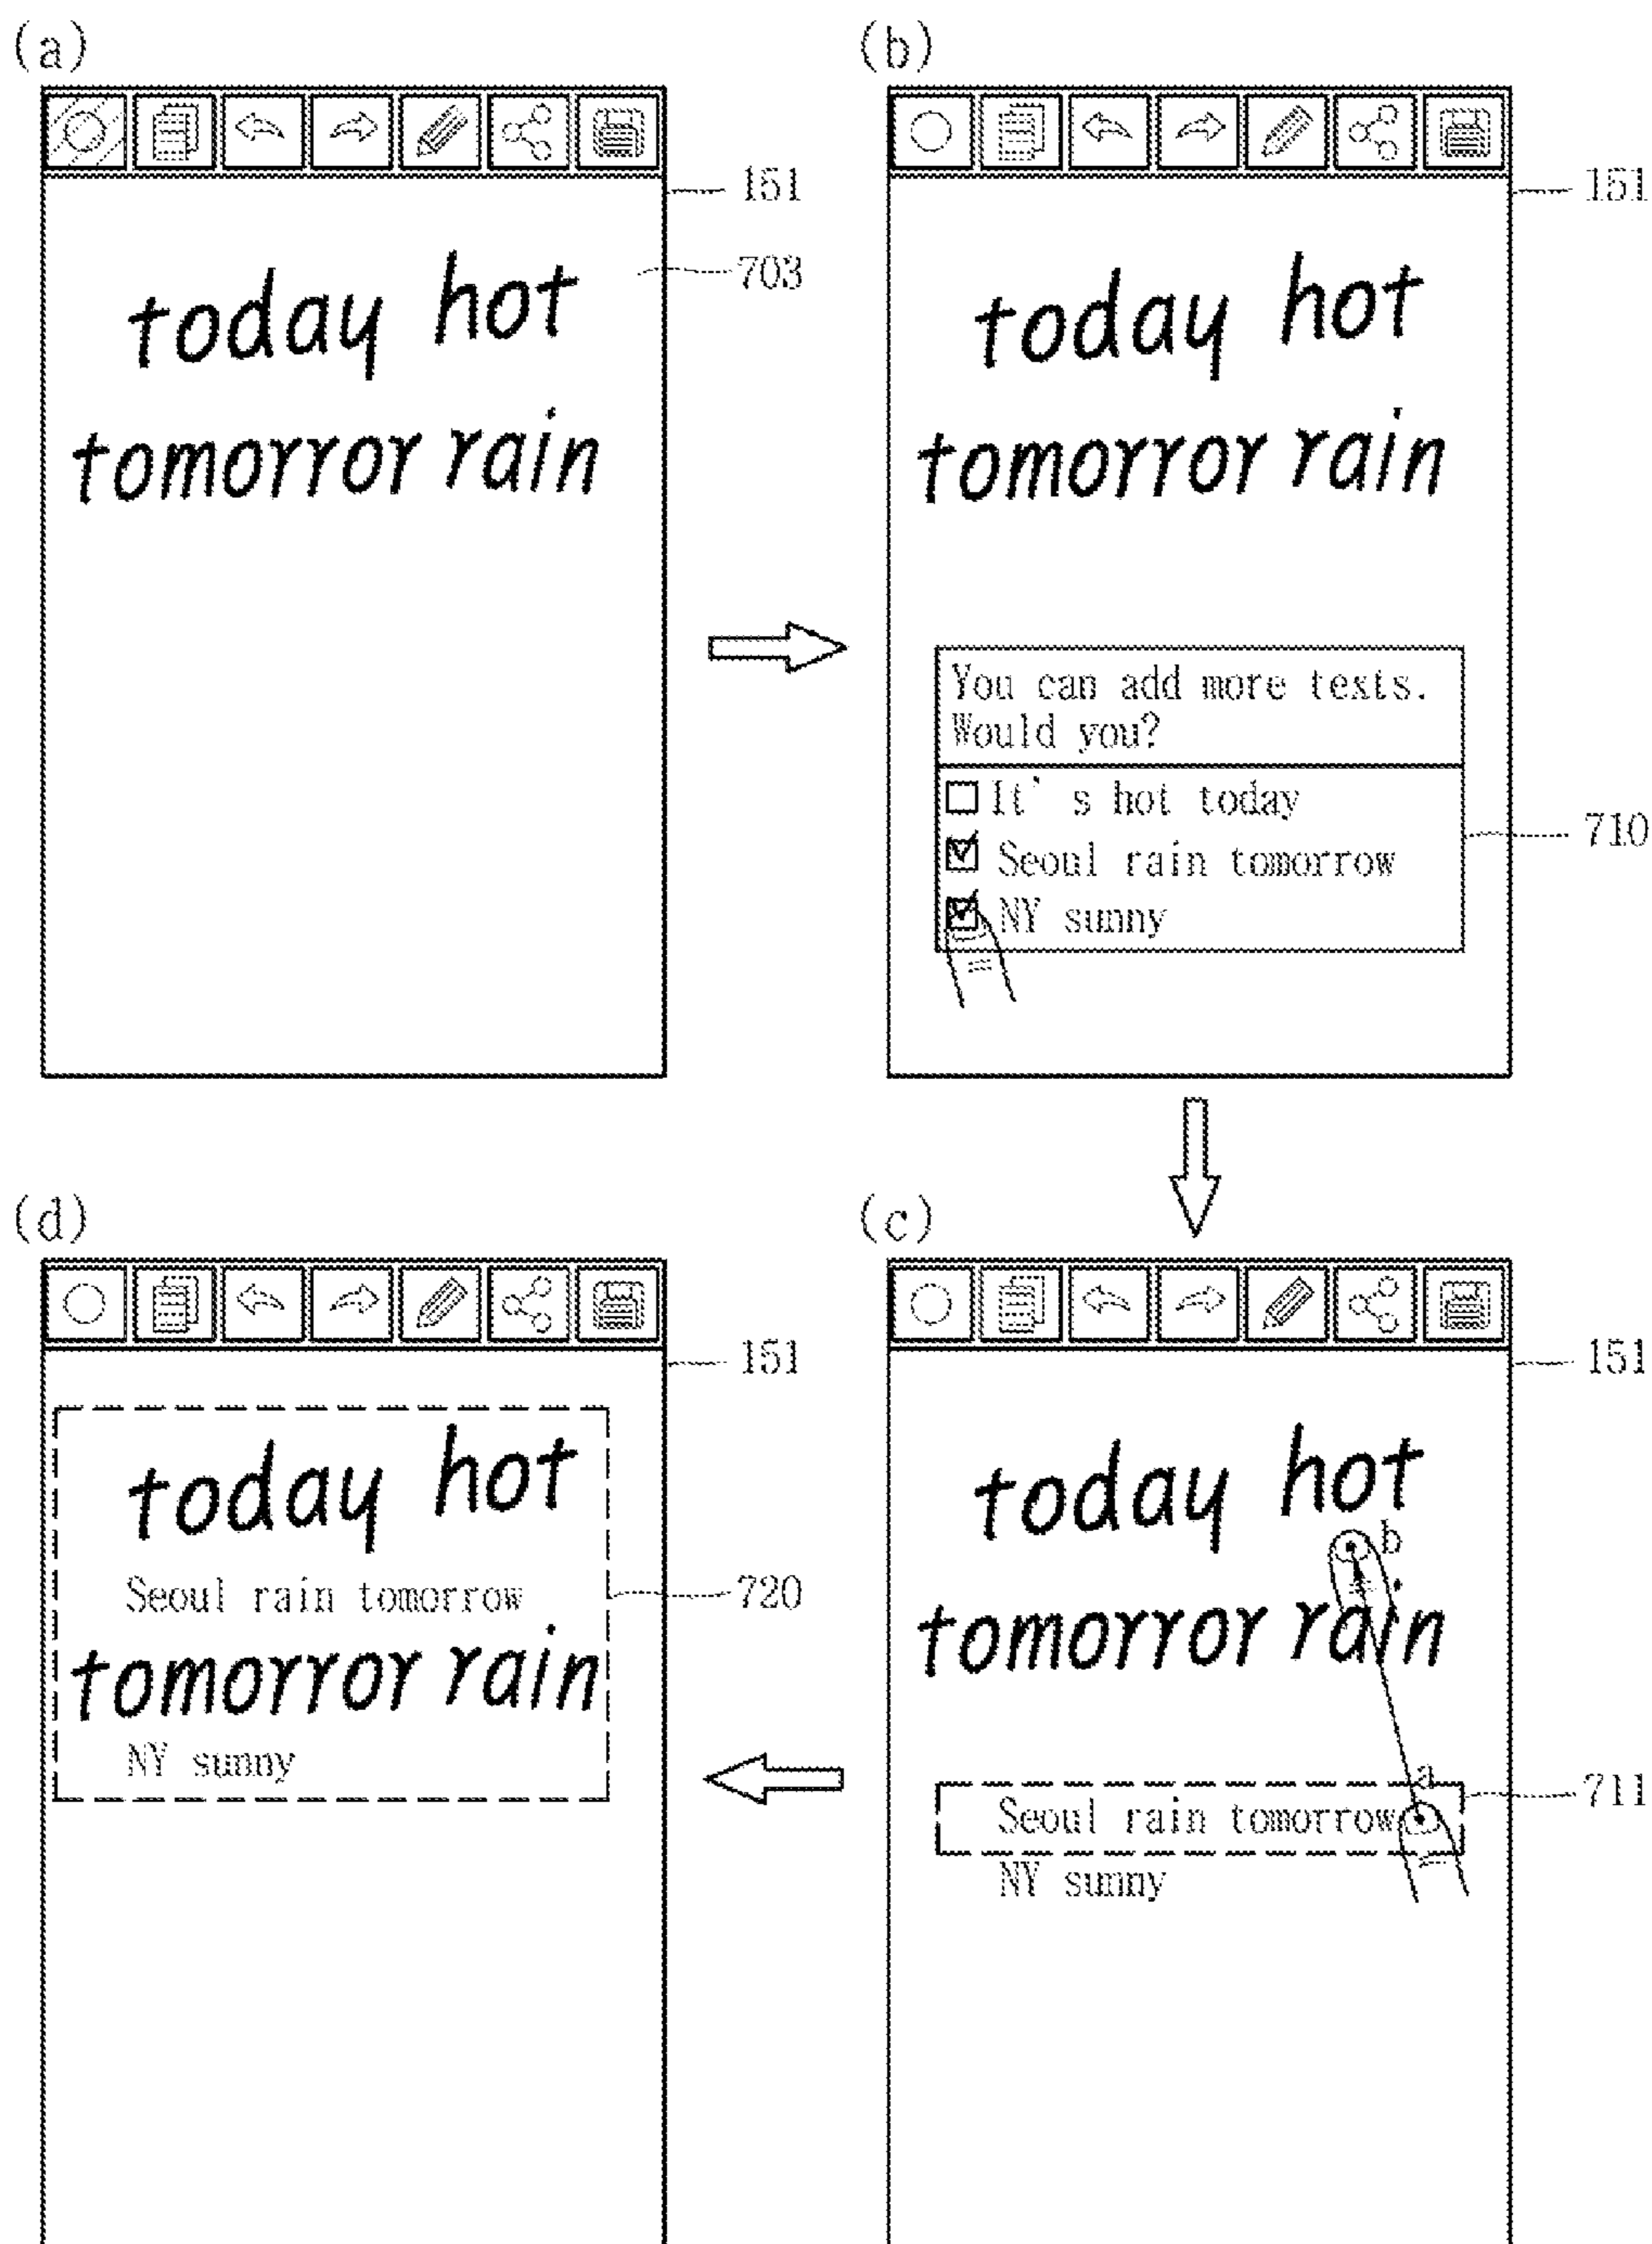 (a)
151
703
today hot
tomorror rain
(b)
151
today hot
tomorror rain
You can add more texts.
Would you?
It's hot today
Seoul rain tomorrow
NY sunny
710
(c)
151
today hot
b
tomorror rain
a
Seoul rain tomorrow
711
NY sunny
(d)
151
today hot
Seoul rain tomorrow
720
tomorror rain
NY sunny